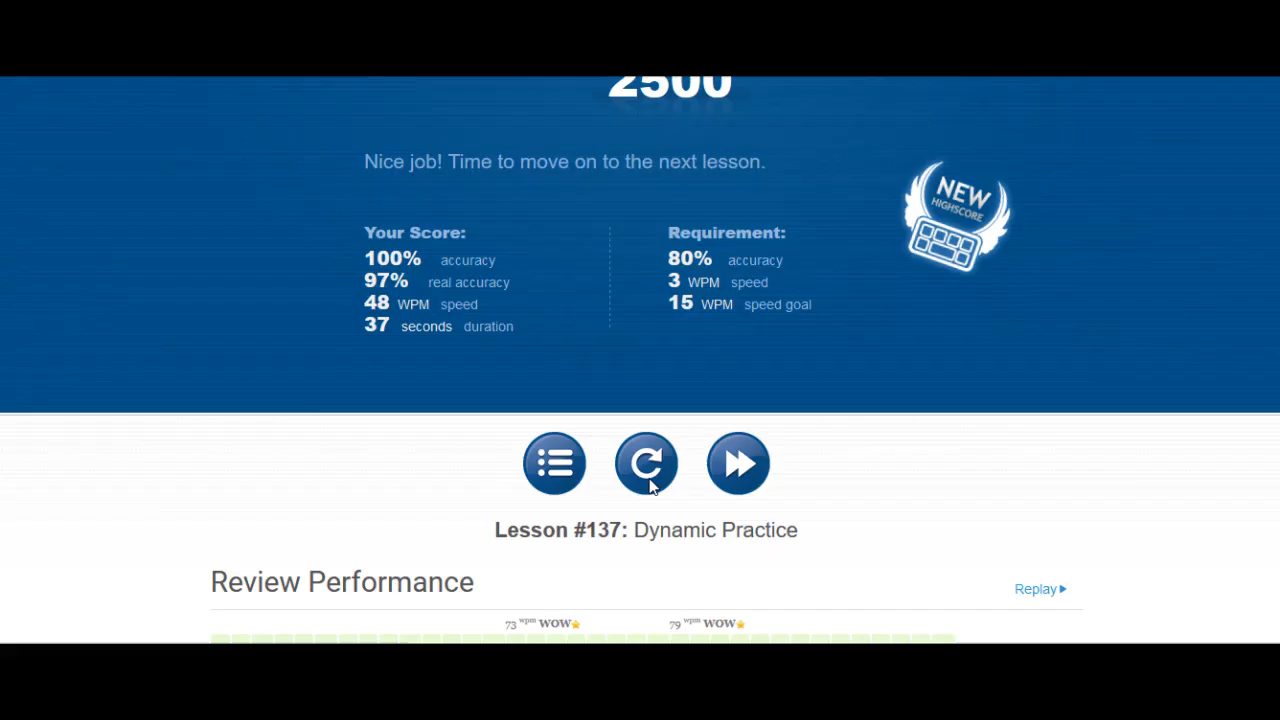 2500
Nice job! Time to move on to the next lesson.
NEW
HIGHSCORE
Your Score:
100% accuracy
97% real accuracy
48 WPM speed
37 seconds duration
Requirement:
80% accuracy
3 WPM speed
15 WPM speed goal
Lesson #137: Dynamic Practice
Review Performance
Replay
73 wpm WOW
79 wpm WOW